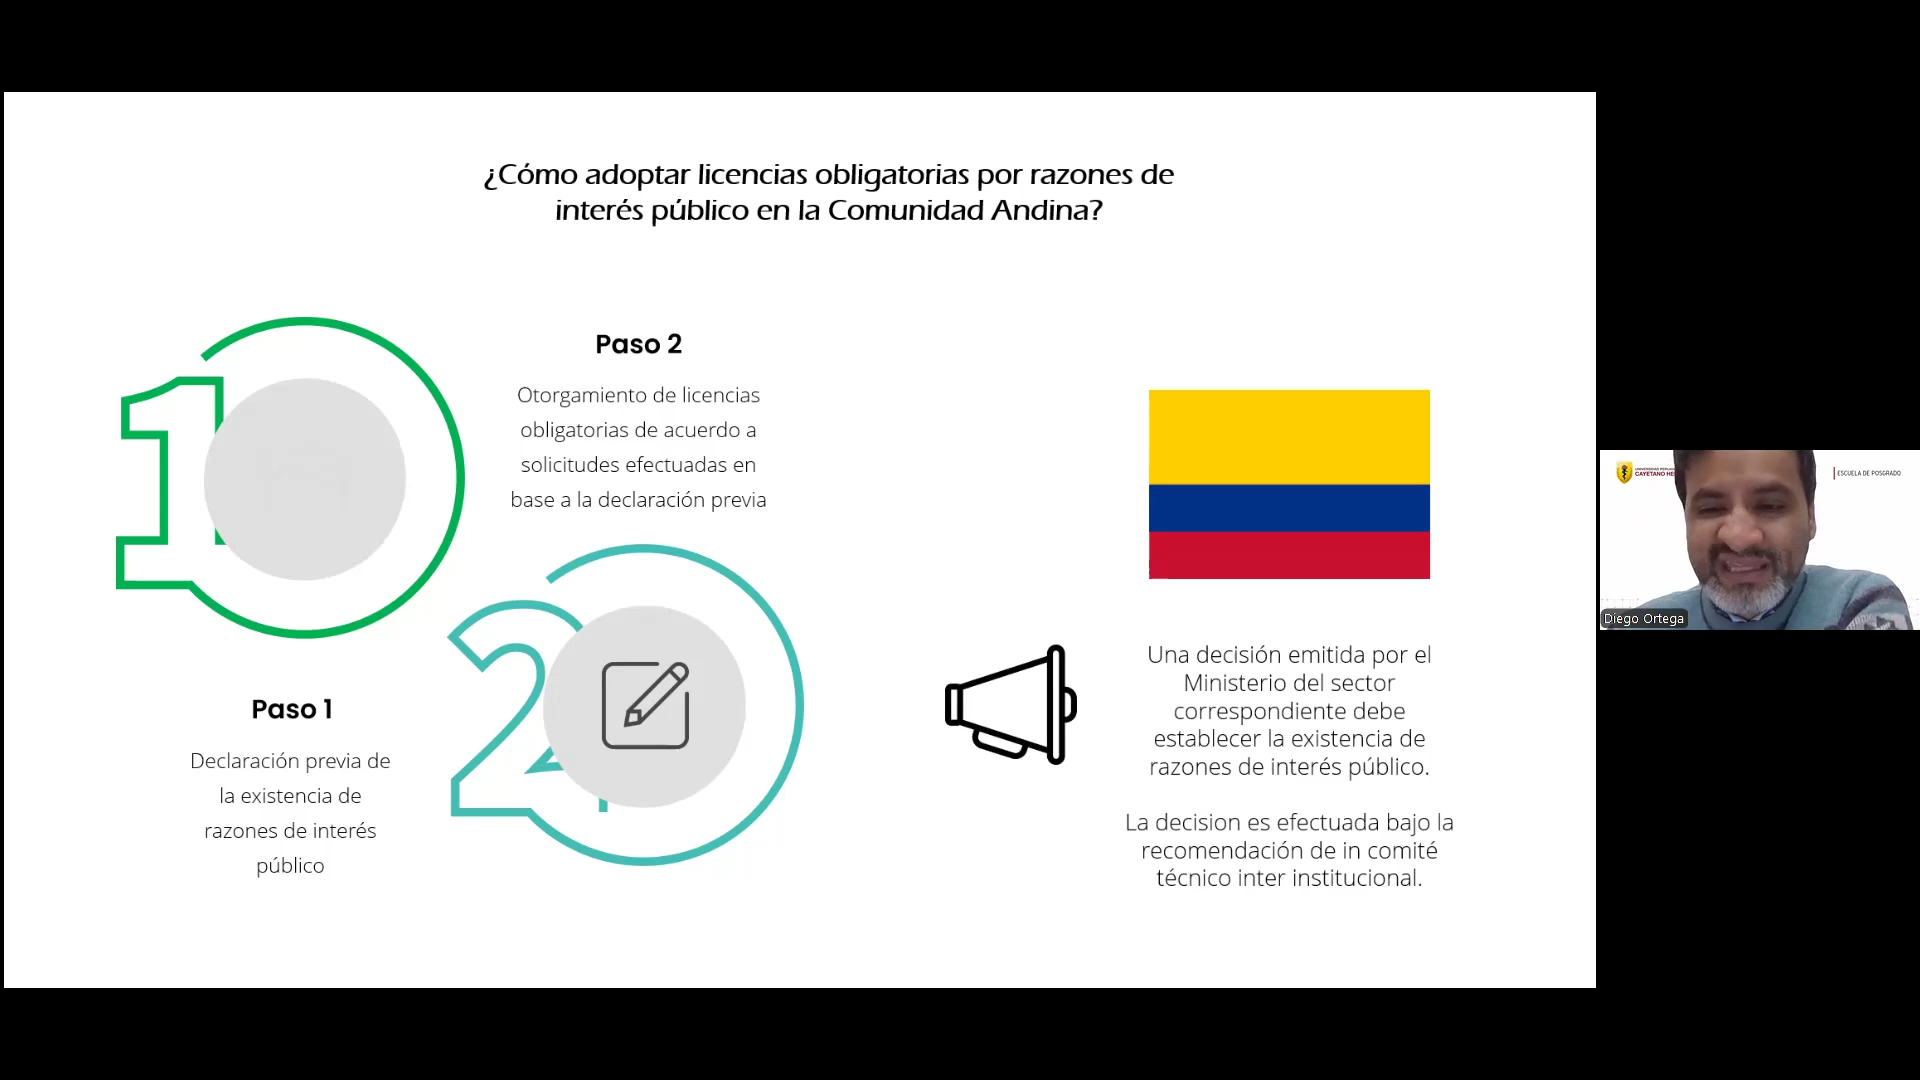 ¿Cómo adoptar licencias obligatorias por razones de
interés público en la Comunidad Andina?
1
Paso 1
Declaración previa de
la existencia de
razones de interés
público
2
Paso 2
Otorgamiento de licencias
obligatorias de acuerdo a
solicitudes efectuadas en
base a la declaración previa
Una decisión emitida por el
Ministerio del sector
correspondiente debe
establecer la existencia de
razones de interés público.
La decision es efectuada bajo la
recomendación de in comité
técnico inter institucional.
CAYETANO
ESCUELA DE POSGRADO
Diego Ortega